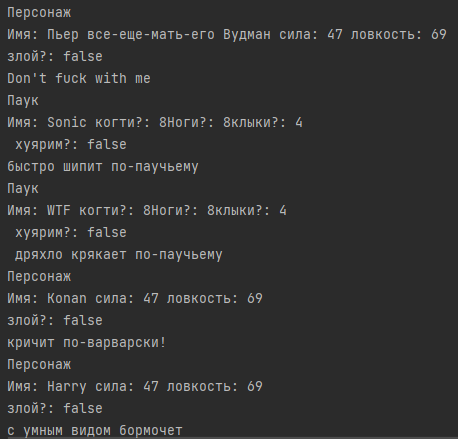 Персонаж
Имя: Пьер все-еще-мать-его Вудман сила: 47 ловкость: 69
злой?: false
Don't fuck with me
Паук
Имя: Sonic когти?: 8Ноги?: 8клыки?: 4
 хуярим?: false
быстро шипит по-паучьему
Паук
Имя: WTF когти?: 8Ноги?: 8клыки?: 4
 хуярим?: false
 дряхло крякает по-паучьему
Персонаж
Имя: Konan сила: 47 ловкость: 69
злой?: false
кричит по-варварски!
Персонаж
Имя: Harry сила: 47 ловкость: 69
злой?: false
с умным видом бормочет